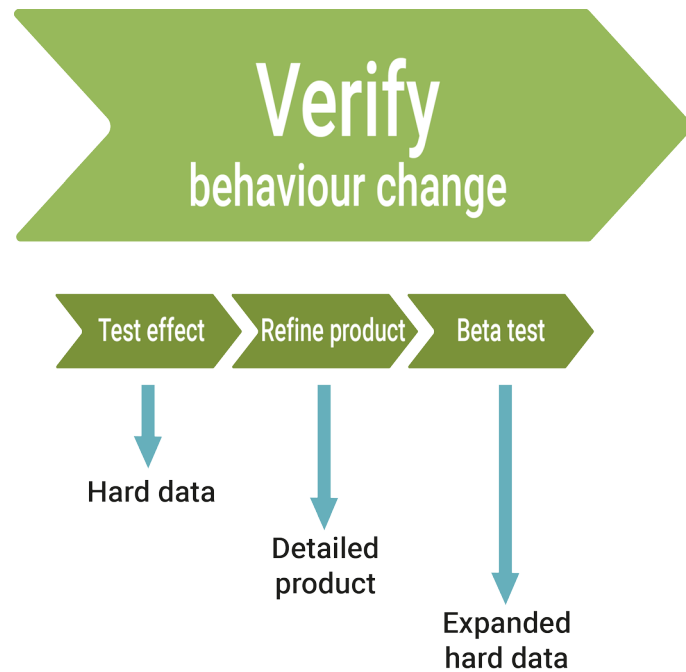 Verify
behaviour change
Test effect
Refine product
Beta test
Hard data
Detailed
product
Expanded
hard data